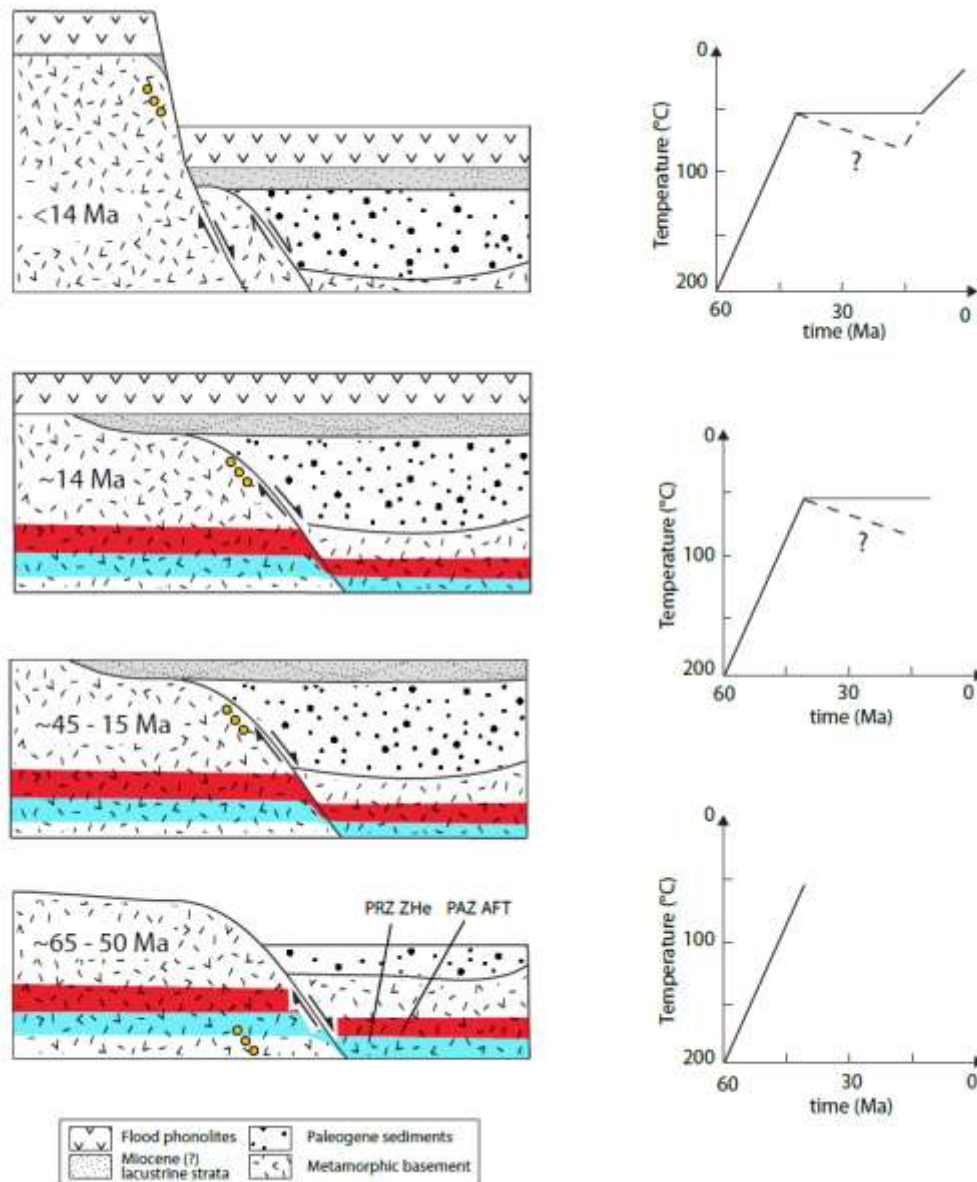 <14 Ma
0
100
200
Temperature (°C)
?
60
30
0
time (Ma)
~14 Ma
0
100
200
Temperature (°C)
?
60
30
0
time (Ma)
~45 - 15 Ma
~65 - 50 Ma
PRZ ZHe
PAZ AFT
0
100
200
Temperature (°C)
60
30
0
time (Ma)
Flood phonolites
Paleogene sediments
Miocene (?)
lacustrine strata
Metamorphic basement